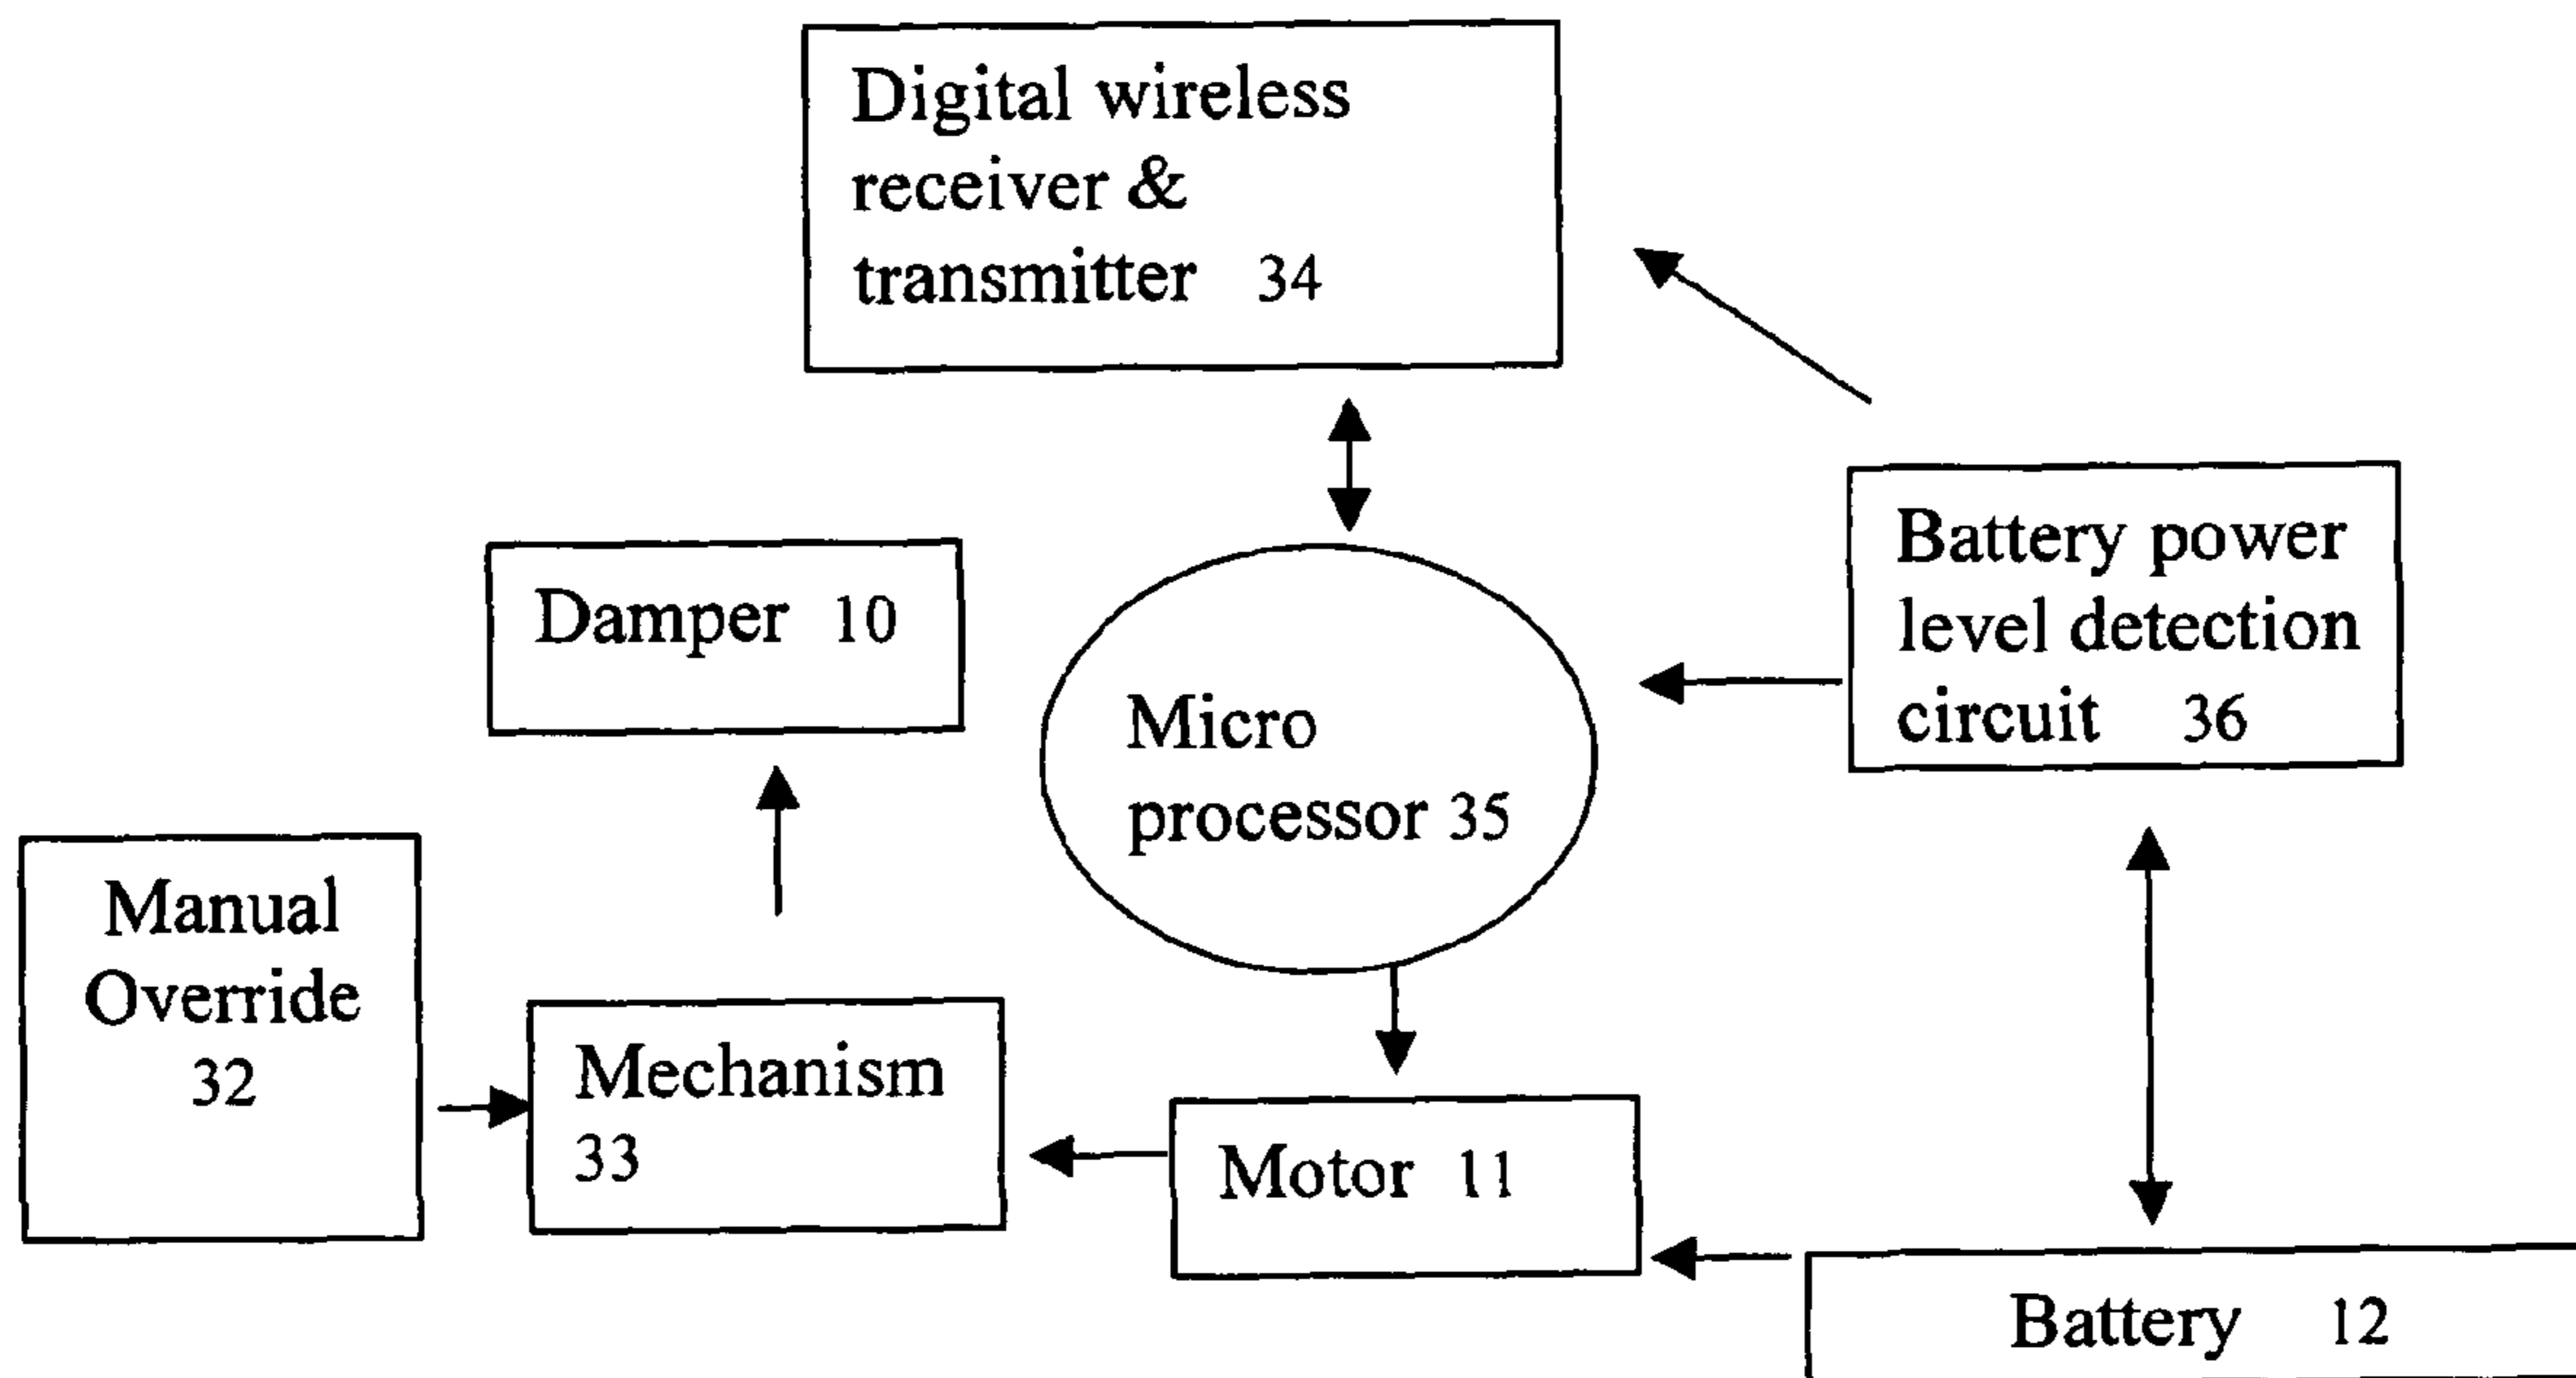 Digital wireless
receiver &
transmitter 34
Battery power
level detection
circuit 36
Damper 10
Micro
processor 35
Manual
Override
32
Mechanism
33
Motor 11
Battery 12